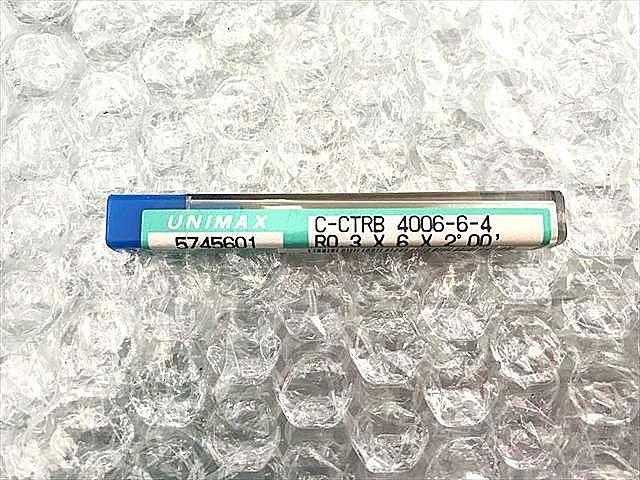 UNIMAX
5745601
C-CTRB 4006-6-4
R0.3 X 6 X 2°00'